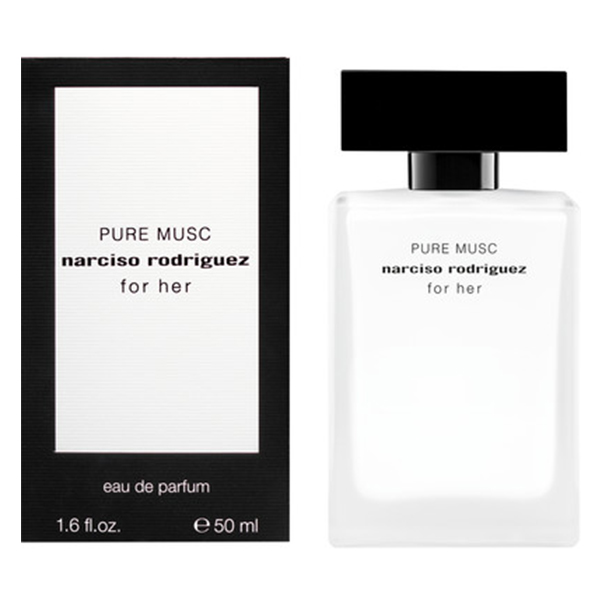 PURE MUSC
narciso rodriguez
for her
eau de parfum
1.6 fl.oz. ℮ 50 ml
PURE MUSC
narciso rodriguez
for her